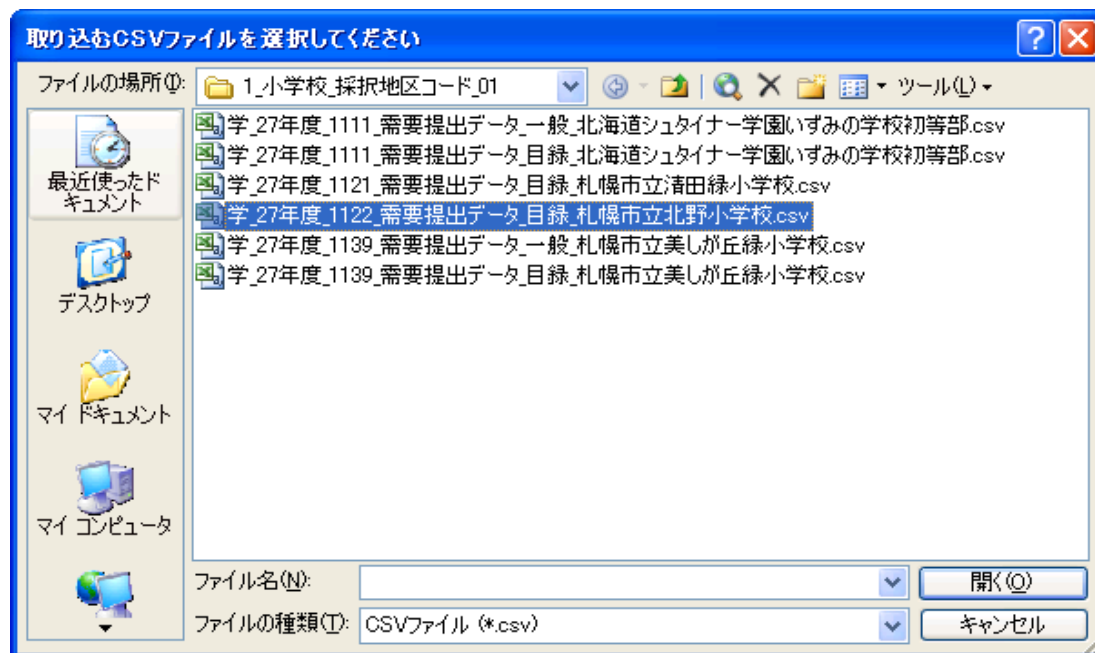 取り込むCSVファイルを選択してください
ファイルの場所(I):
1_小学校_採択地区コード_01
ツール(L)
学_27年度_1111_需要提出データ_一般_北海道シュタイナー学園いずみの学校初等部.csv
学_27年度_1111_需要提出データ_目録_北海道シュタイナー学園いずみの学校初等部.csv
学_27年度_1121_需要提出データ_目録_札幌市立清田緑小学校.csv
学_27年度_1122_需要提出データ_目録_札幌市立北野小学校.csv
学_27年度_1139_需要提出データ_一般_札幌市立美しが丘緑小学校.csv
学_27年度_1139_需要提出データ_目録_札幌市立美しが丘緑小学校.csv
最近使ったド
キュメント
デスクトップ
マイ ドキュメント
マイ コンピュータ
ファイル名(N):
開く(O)
ファイルの種類(T):
CSVファイル (*.csv)
キャンセル